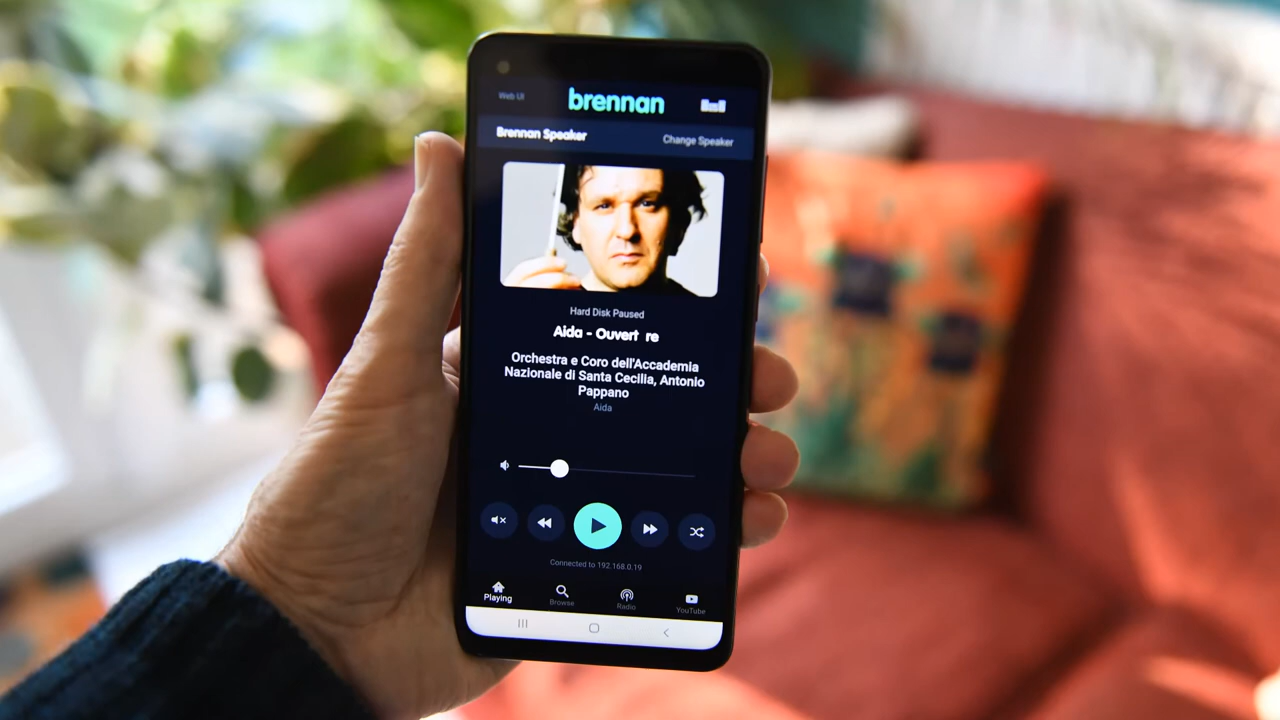 Web UI
brennan
Brennan Speaker
Change Speaker
Hard Disk Paused
Aida - Ouvert re
Orchestra e Coro dell'Accademia
Nazionale di Santa Cecilia, Antonio
Pappano
Aida
Connected to 192.168.0.19
Playing
Browse
Radio
YouTube